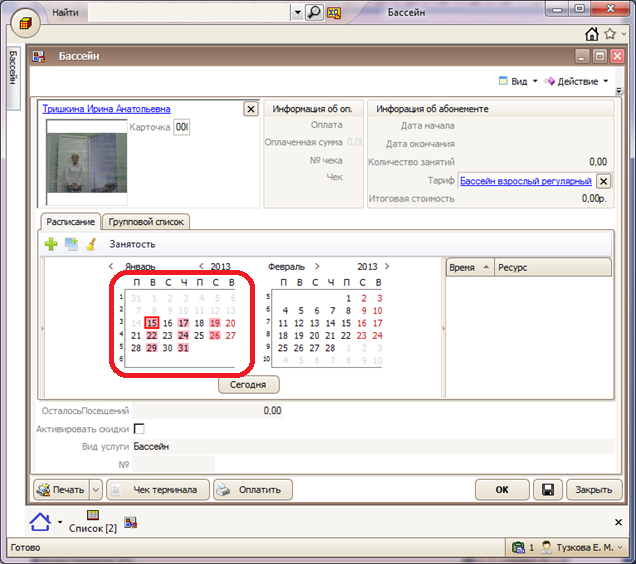 Найти
Бассейн
Бассейн
Бассейн
Вид Действие
Тришкина Ирина Анатольевна
Карточка 000
Информация об опл
Оплата
Оплаченная сумма 0,00
№ чека
Чек
Инфорация об абонементе
Дата начала
Дата окончания
Количество занятий 0,00
Тариф Бассейн взрослый регулярный
Итоговая стоимость 0,00р.
Расписание Групповой список
Занятость
Январь 2013
П В С Ч П С В
1 31 1 2 3 4 5 6
2 7 8 9 10 11 12 13
3 14 15 16 17 18 19 20
4 21 22 23 24 25 26 27
5 28 29 30 31
6
Февраль 2013
П В С Ч П С В
5 1 2 3
6 4 5 6 7 8 9 10
7 11 12 13 14 15 16 17
8 18 19 20 21 22 23 24
9 25 26 27 28 1 2 3
10 4 5 6 7 8 9 10
Время Ресурс
Сегодня
ОсталосьПосещений 0,00
Активировать скидки
Вид услуги Бассейн
№
Печать Чек терминала Оплатить ОК Закрыть
Список [2]
Готово 1 Тузкова Е. М.